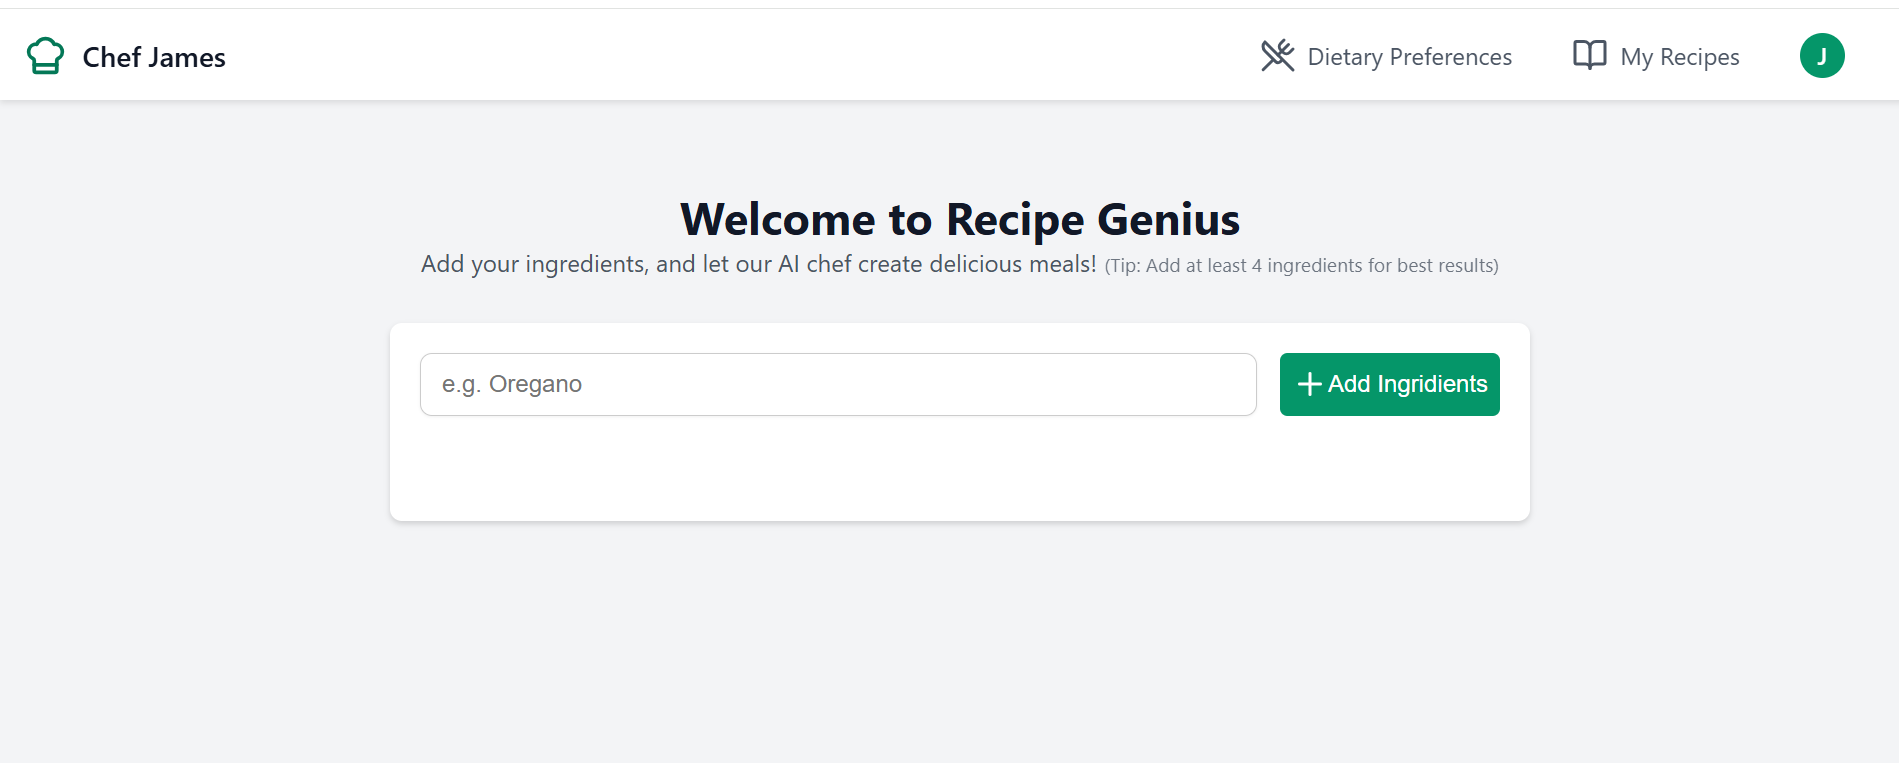 Chef James
Dietary Preferences
My Recipes
J
Welcome to Recipe Genius
Add your ingredients, and let our AI chef create delicious meals! (Tip: Add at least 4 ingredients for best results)
e.g. Oregano
Add Ingridients